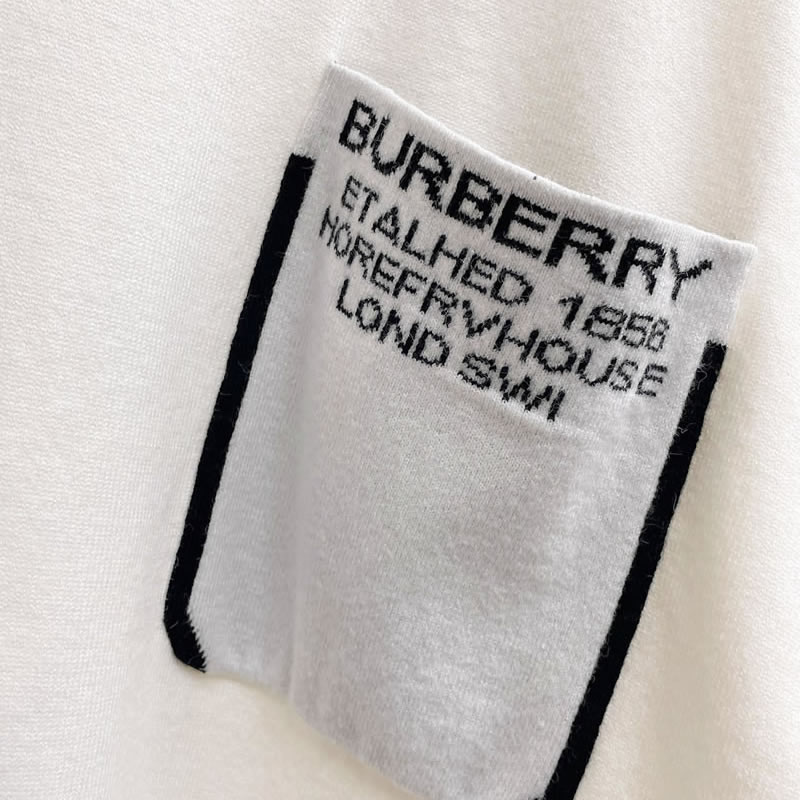 BURBERRY
ETALHED 1858
HOREFRVHOUSE
LOND SWI